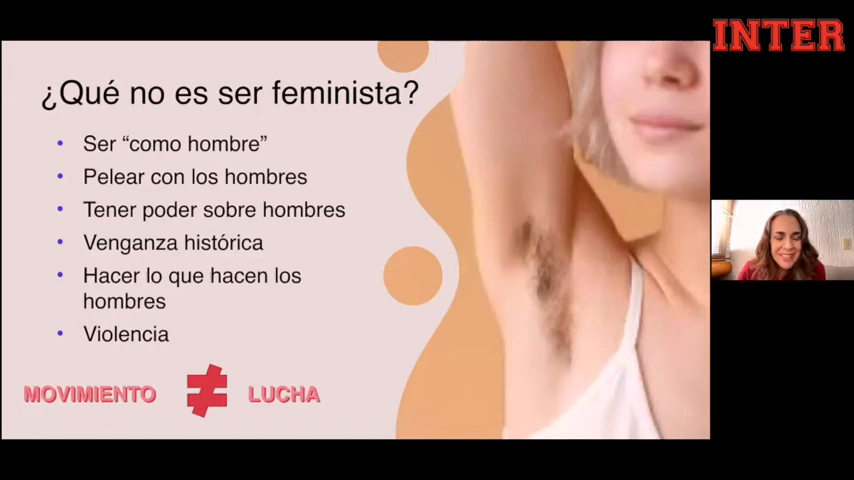 INTER
¿Qué no es ser feminista?
• Ser “como hombre”
• Pelear con los hombres
• Tener poder sobre hombres
• Venganza histórica
• Hacer lo que hacen los
hombres
• Violencia
MOVIMIENTO ≠ LUCHA